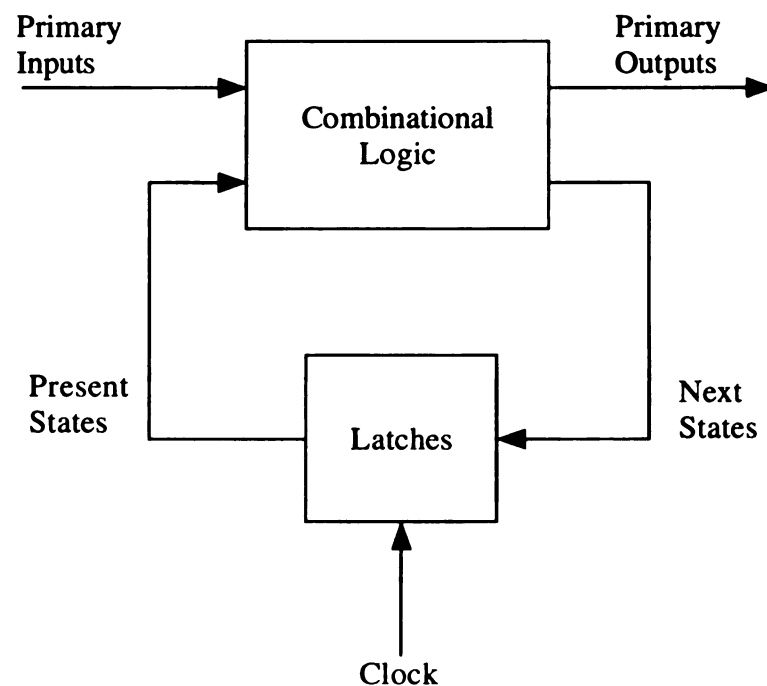 Primary
Inputs
Primary
Outputs
Combinational
Logic
Present
States
Latches
Next
States
Clock